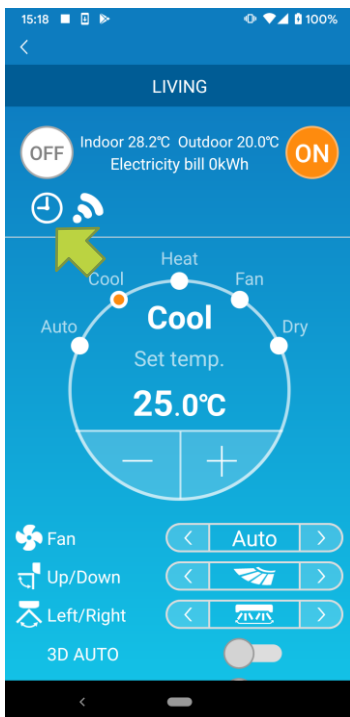 15:18 100%
LIVING
OFF Indoor 28.2℃ Outdoor 20.0℃ ON
Electricity bill 0kWh
Heat
Cool Fan
Auto Cool Dry
Set temp.
25.0℃
− +
Fan < Auto >
Up/Down < >
Left/Right < >
3D AUTO